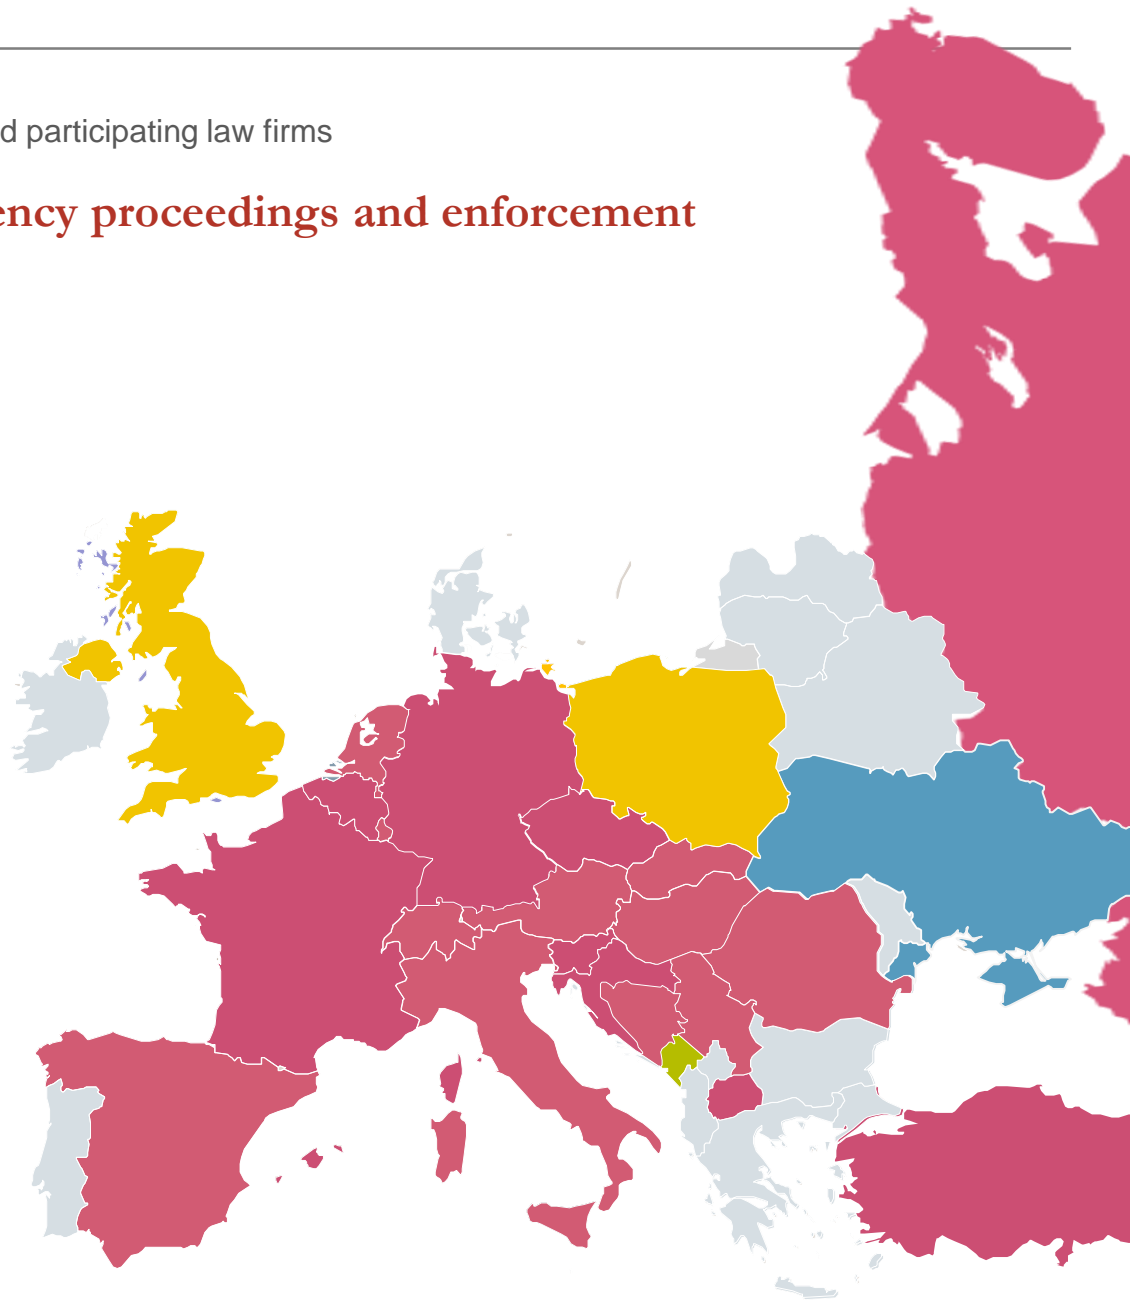 d participating law firms
ency proceedings and enforcement